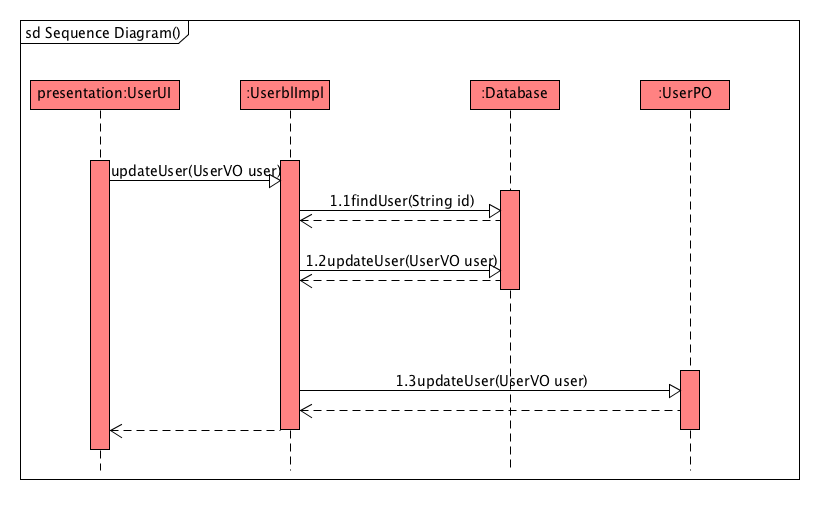 sd Sequence Diagram()
presentation:UserUI
:UserblImpl
:Database
:UserPO
updateUser(UserVO user)
1.1findUser(String id)
1.2updateUser(UserVO user)
1.3updateUser(UserVO user)